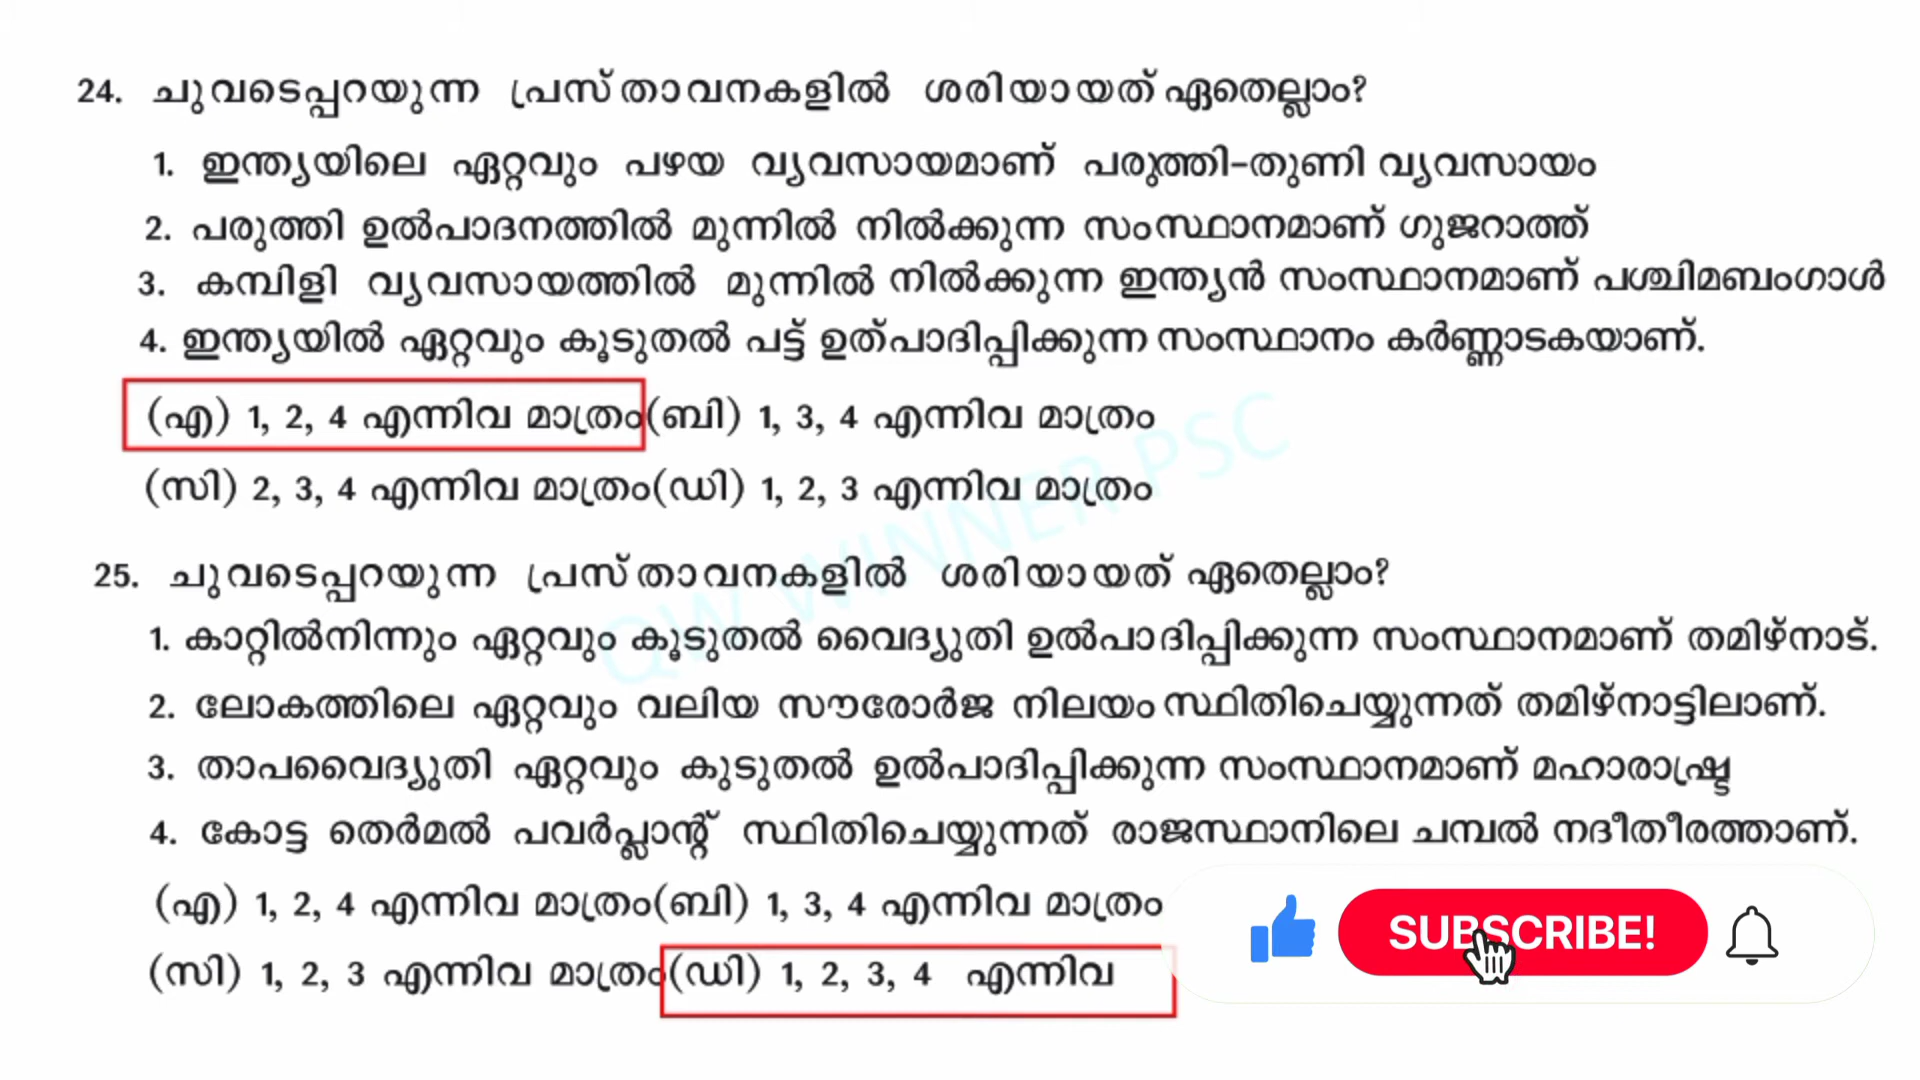 24. ചുവടെപ്പറയുന്ന പ്രസ്താവനകളിൽ ശരിയായത് ഏതെല്ലാം?
1. ഇന്ത്യയിലെ ഏറ്റവും പഴയ വ്യവസായമാണ് പരുത്തി-തുണി വ്യവസായം
2. പരുത്തി ഉൽപാദനത്തിൽ മുന്നിൽ നിൽക്കുന്ന സംസ്ഥാനമാണ് ഗുജറാത്ത്
3. കമ്പിളി വ്യവസായത്തിൽ മുന്നിൽ നിൽക്കുന്ന ഇന്ത്യൻ സംസ്ഥാനമാണ് പശ്ചിമബംഗാൾ
4. ഇന്ത്യയിൽ ഏറ്റവും കൂടുതൽ പട്ട് ഉത്പാദിപ്പിക്കുന്ന സംസ്ഥാനം കർണ്ണാടകയാണ്.
(എ) 1, 2, 4 എന്നിവ മാത്രം (ബി) 1, 3, 4 എന്നിവ മാത്രം
(സി) 2, 3, 4 എന്നിവ മാത്രം (ഡി) 1, 2, 3 എന്നിവ മാത്രം
QW WINNER PSC
25. ചുവടെപ്പറയുന്ന പ്രസ്താവനകളിൽ ശരിയായത് ഏതെല്ലാം?
1. കാറ്റിൽനിന്നും ഏറ്റവും കൂടുതൽ വൈദ്യുതി ഉൽപാദിപ്പിക്കുന്ന സംസ്ഥാനമാണ് തമിഴ്നാട്.
2. ലോകത്തിലെ ഏറ്റവും വലിയ സൗരോർജ നിലയം സ്ഥിതിചെയ്യുന്നത് തമിഴ്നാട്ടിലാണ്.
3. താപവൈദ്യുതി ഏറ്റവും കുടുതൽ ഉൽപാദിപ്പിക്കുന്ന സംസ്ഥാനമാണ് മഹാരാഷ്ട്ര
4. കോട്ട തെർമൽ പവർപ്ലാന്റ് സ്ഥിതിചെയ്യുന്നത് രാജസ്ഥാനിലെ ചമ്പൽ നദീതീരത്താണ്.
(എ) 1, 2, 4 എന്നിവ മാത്രം (ബി) 1, 3, 4 എന്നിവ മാത്രം
(സി) 1, 2, 3 എന്നിവ മാത്രം (ഡി) 1, 2, 3, 4 എന്നിവ
SUBSCRIBE!